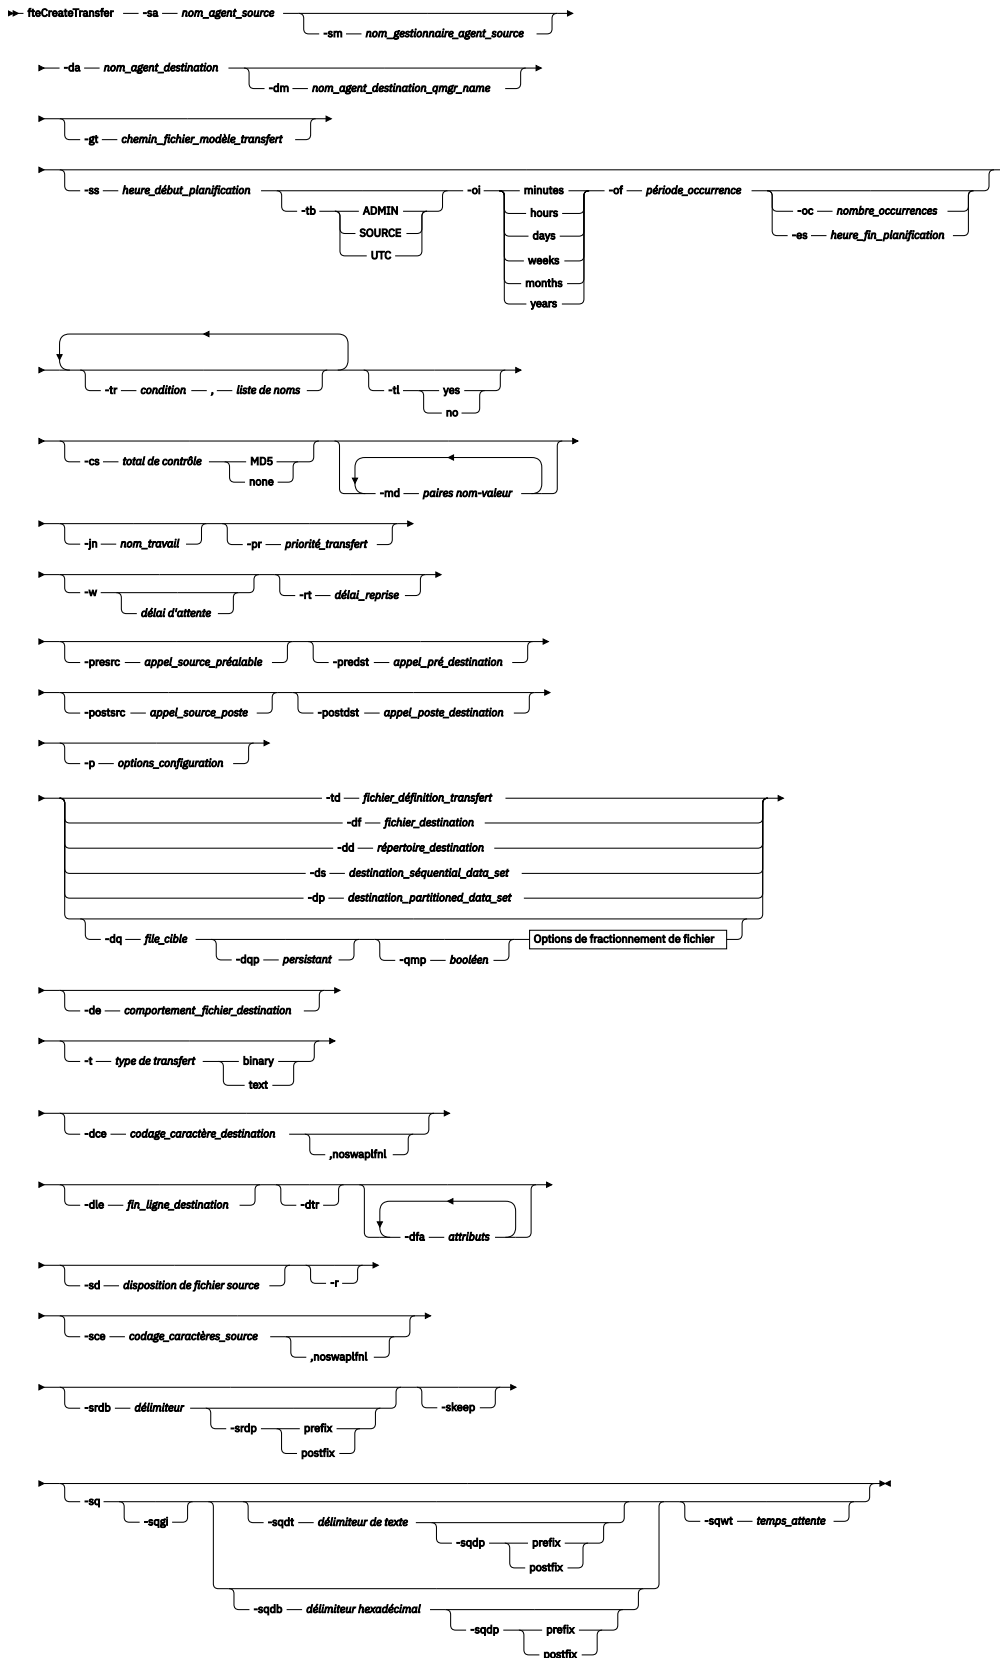 fteCreateTransfer -sa nom_agent_source
-sm nom_gestionnaire_agent_source
-da nom_agent_destination
-dm nom_agent_destination_qmgr_name
-gt chemin_fichier_modèle_transfert
-ss heure_début_planification -oi minutes -of période_occurrence
-tb ADMIN hours -oc nombre_occurrences
SOURCE days -es heure_fin_planification
UTC weeks
months
years
-tr condition , liste de noms -tl yes
no
-cs total de contrôle MD5
none
-md paires nom-valeur
-jn nom_travail -pr priorité_transfert
-w -rt délai_reprise
délai d'attente
-presrc appel_source_préalable -predst appel_pré_destination
-postsrc appel_source_poste -postdst appel_poste_destination
-p options_configuration
-td fichier_définition_transfert
-df fichier_destination
-dd répertoire_destination
-ds destination_séquential_data_set
-dp destination_partitioned_data_set
-dq file_cible Options de fractionnement de fichier
-dqp persistant -qmp booléen
-de comportement_fichier_destination
-t type de transfert binary
text
-dce codage_caractère_destination
,noswaplfnl
-dle fin_ligne_destination -dtr
-dfa attributs
-sd disposition de fichier source -r
-sce codage_caractères_source
,noswaplfnl
-srdb délimiteur -skeep
-srdp prefix
postfix
-sq
-sqgi -sqdt délimiteur de texte -sqwt temps_attente
-sqdp prefix
postfix
-sqdb délimiteur hexadécimal
-sqdp prefix
postfix